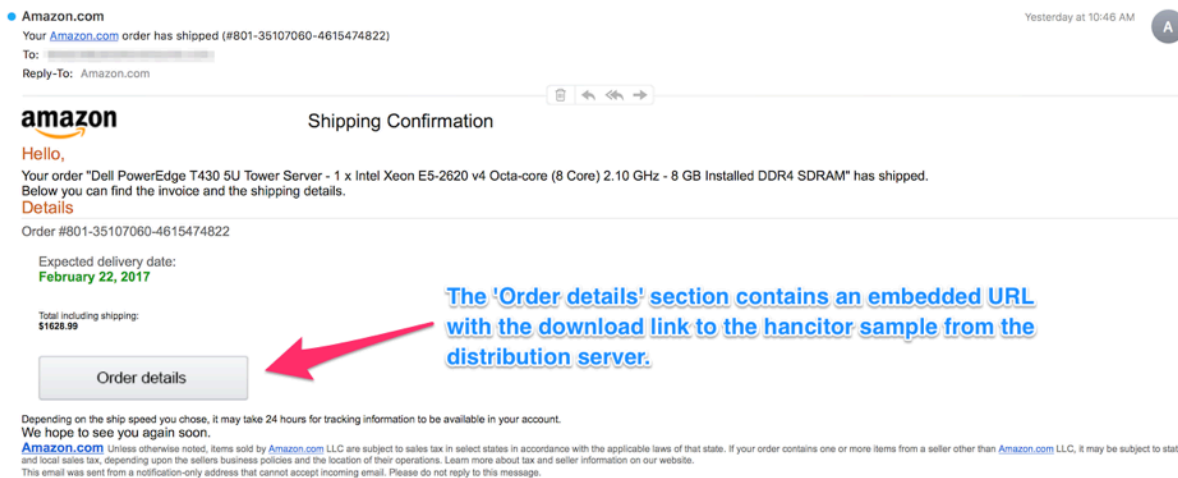 Amazon.com
Yesterday at 10:46 AM
A
Your Amazon.com order has shipped (#801-35107060-4615474822)
To:
Reply-To: Amazon.com
amazon
Shipping Confirmation
Hello,
Your order "Dell PowerEdge T430 5U Tower Server - 1 x Intel Xeon E5-2620 v4 Octa-core (8 Core) 2.10 GHz - 8 GB Installed DDR4 SDRAM" has shipped.
Below you can find the invoice and the shipping details.
Details
Order #801-35107060-4615474822
Expected delivery date:
February 22, 2017
Total including shipping:
$1628.99
The 'Order details' section contains an embedded URL
with the download link to the hancitor sample from the
distribution server.
Order details
Depending on the ship speed you chose, it may take 24 hours for tracking information to be available in your account.
We hope to see you again soon.
Amazon.com Unless otherwise noted, items sold by Amazon.com LLC are subject to sales tax in select states in accordance with the applicable laws of that state. If your order contains one or more items from a seller other than Amazon.com LLC, it may be subject to stat
and local sales tax, depending upon the sellers business policies and the location of their operations. Learn more about tax and seller information on our website.
This email was sent from a notification-only address that cannot accept incoming email. Please do not reply to this message.